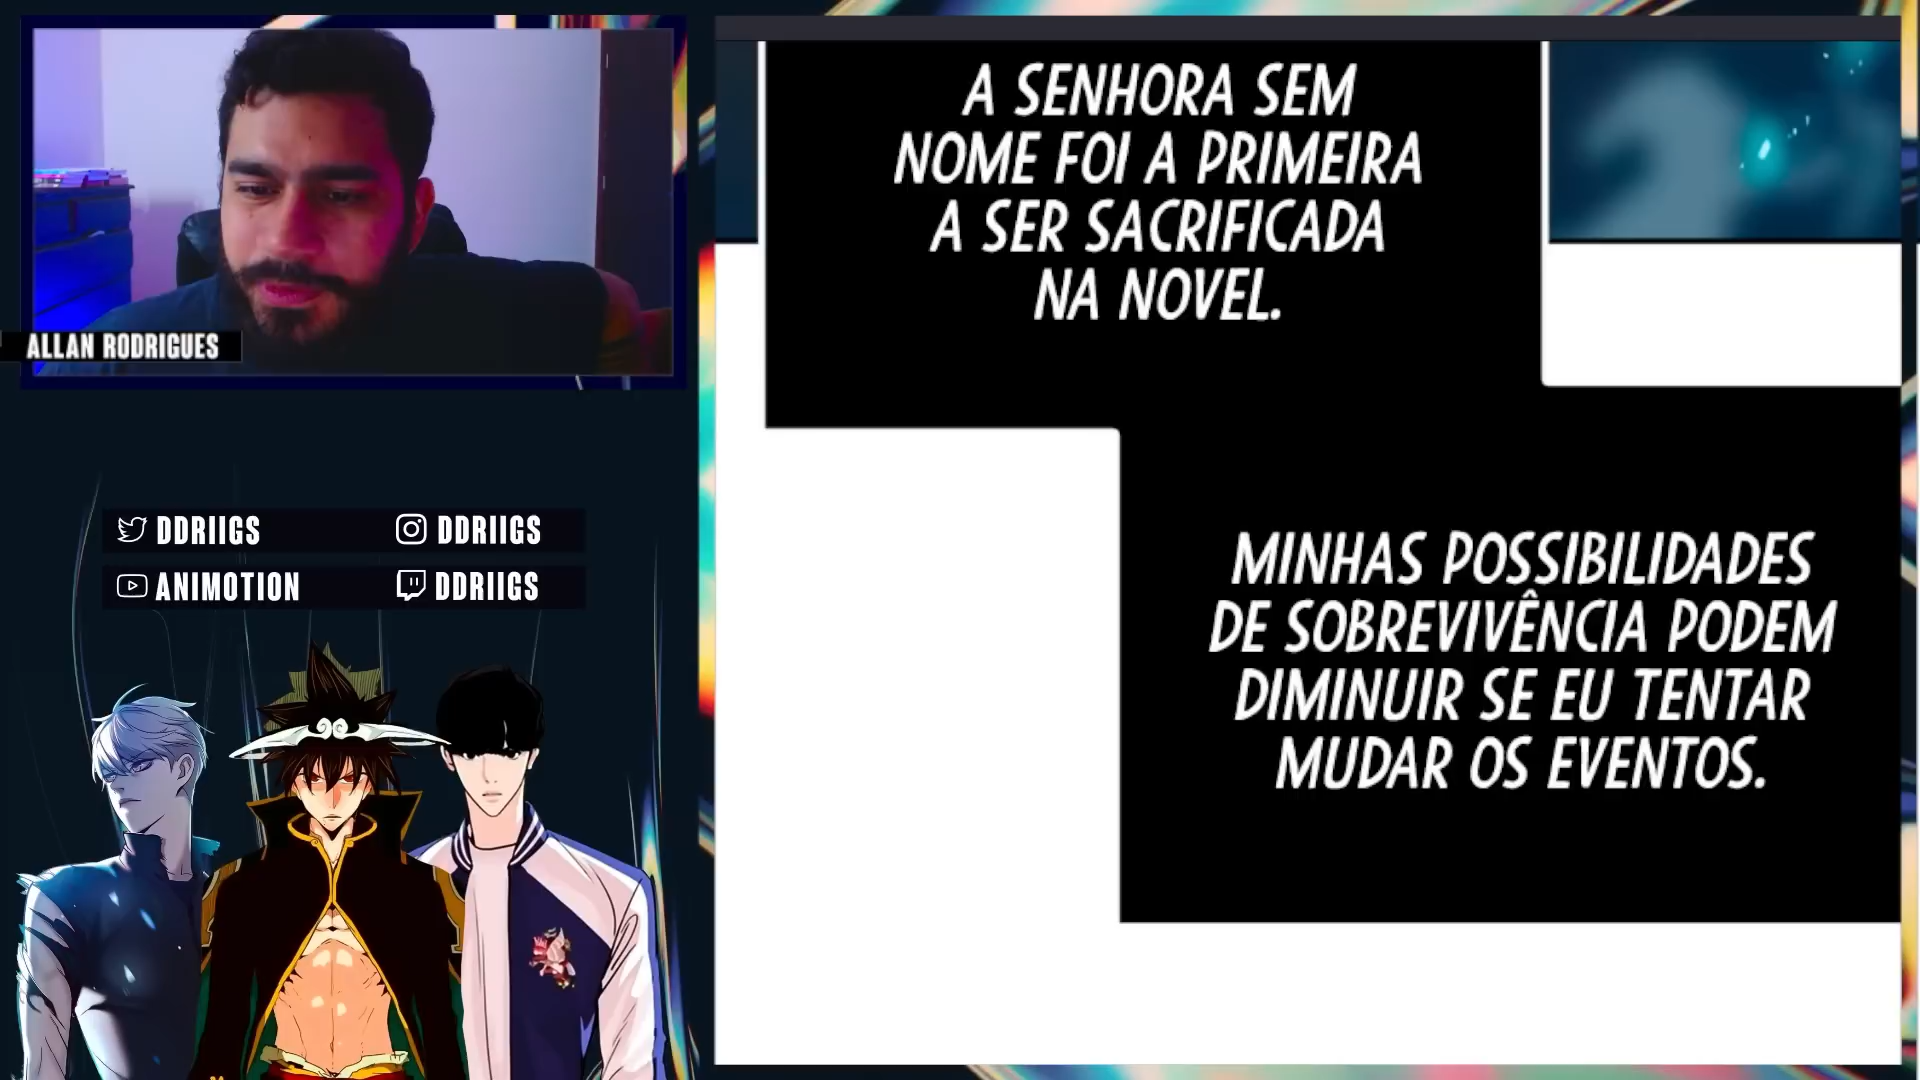 A SENHORA SEM
NOME FOI A PRIMEIRA
A SER SACRIFICADA
NA NOVEL.
MINHAS POSSIBILIDADES
DE SOBREVIVÊNCIA PODEM
DIMINUIR SE EU TENTAR
MUDAR OS EVENTOS.
ALLAN RODRIGUES
DDRIIGS
DDRIIGS
ANIMOTION
DDRIIGS